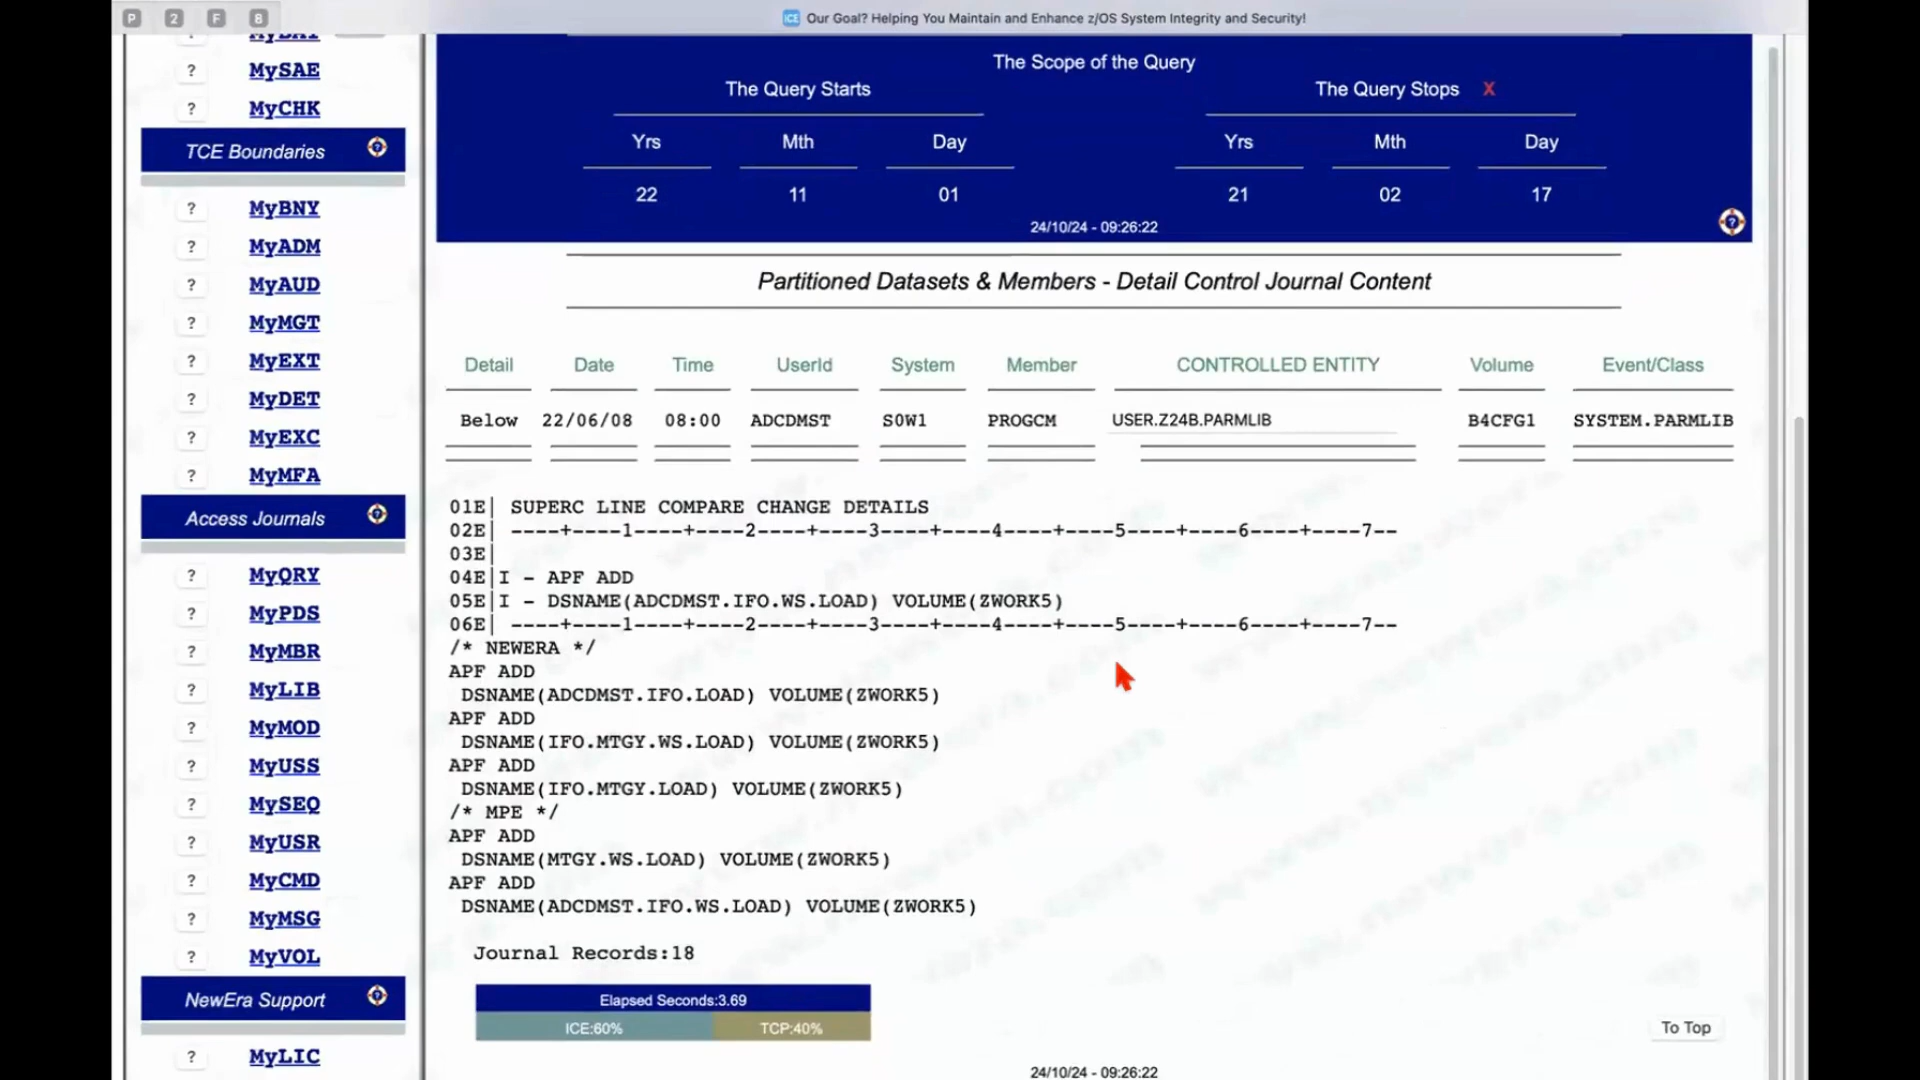 P 2 F 8
ICE Our Goal? Helping You Maintain and Enhance z/OS System Integrity and Security!
? MySAE
? MyCHK
TCE Boundaries ?
? MyBNY
? MyADM
? MyAUD
? MyMGT
? MyEXT
? MyDET
? MyEXC
? MyMFA
Access Journals ?
? MyQRY
? MyPDS
? MyMBR
? MyLIB
? MyMOD
? MyUSS
? MySEQ
? MyUSR
? MyCMD
? MyMSG
? MyVOL
NewEra Support ?
? MyLIC
The Scope of the Query
The Query Starts The Query Stops X
Yrs Mth Day Yrs Mth Day
22 11 01 21 02 17
24/10/24 - 09:26:22
Partitioned Datasets & Members - Detail Control Journal Content
Detail Date Time UserId System Member CONTROLLED ENTITY Volume Event/Class
Below 22/06/08 08:00 ADCDMST S0W1 PROGCM USER.Z24B.PARMLIB B4CFG1 SYSTEM.PARMLIB
01E| SUPERC LINE COMPARE CHANGE DETAILS
02E| ----+----1----+----2----+----3----+----4----+----5----+----6----+----7--
03E|
04E|I - APF ADD
05E|I - DSNAME(ADCDMST.IFO.WS.LOAD) VOLUME(ZWORK5)
06E| ----+----1----+----2----+----3----+----4----+----5----+----6----+----7--
/* NEWERA */
APF ADD
DSNAME(ADCDMST.IFO.LOAD) VOLUME(ZWORK5)
APF ADD
DSNAME(IFO.MTGY.WS.LOAD) VOLUME(ZWORK5)
APF ADD
DSNAME(IFO.MTGY.LOAD) VOLUME(ZWORK5)
/* MPE */
APF ADD
DSNAME(MTGY.WS.LOAD) VOLUME(ZWORK5)
APF ADD
DSNAME(ADCDMST.IFO.WS.LOAD) VOLUME(ZWORK5)
Journal Records:18
Elapsed Seconds:3.69
ICE:60% TCP:40%
To Top
24/10/24 - 09:26:22